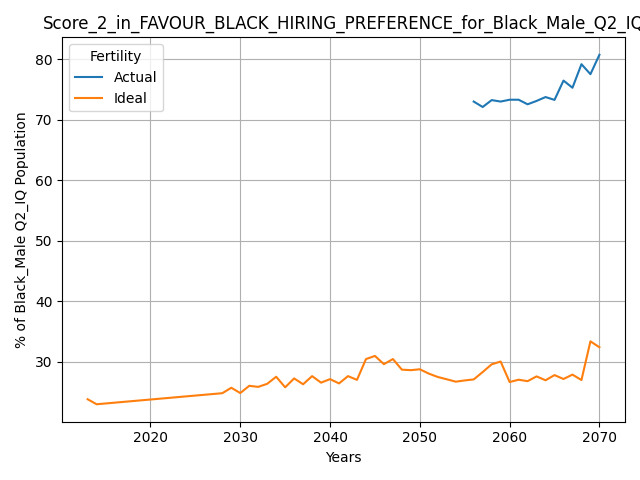 Score_2_in_FAVOUR_BLACK_HIRING_PREFERENCE_for_Black_Male_Q2_IQ
Fertility
Actual
Ideal
% of Black_Male Q2_IQ Population
80
70
60
50
40
30
2020 2030 2040 2050 2060 2070
Years